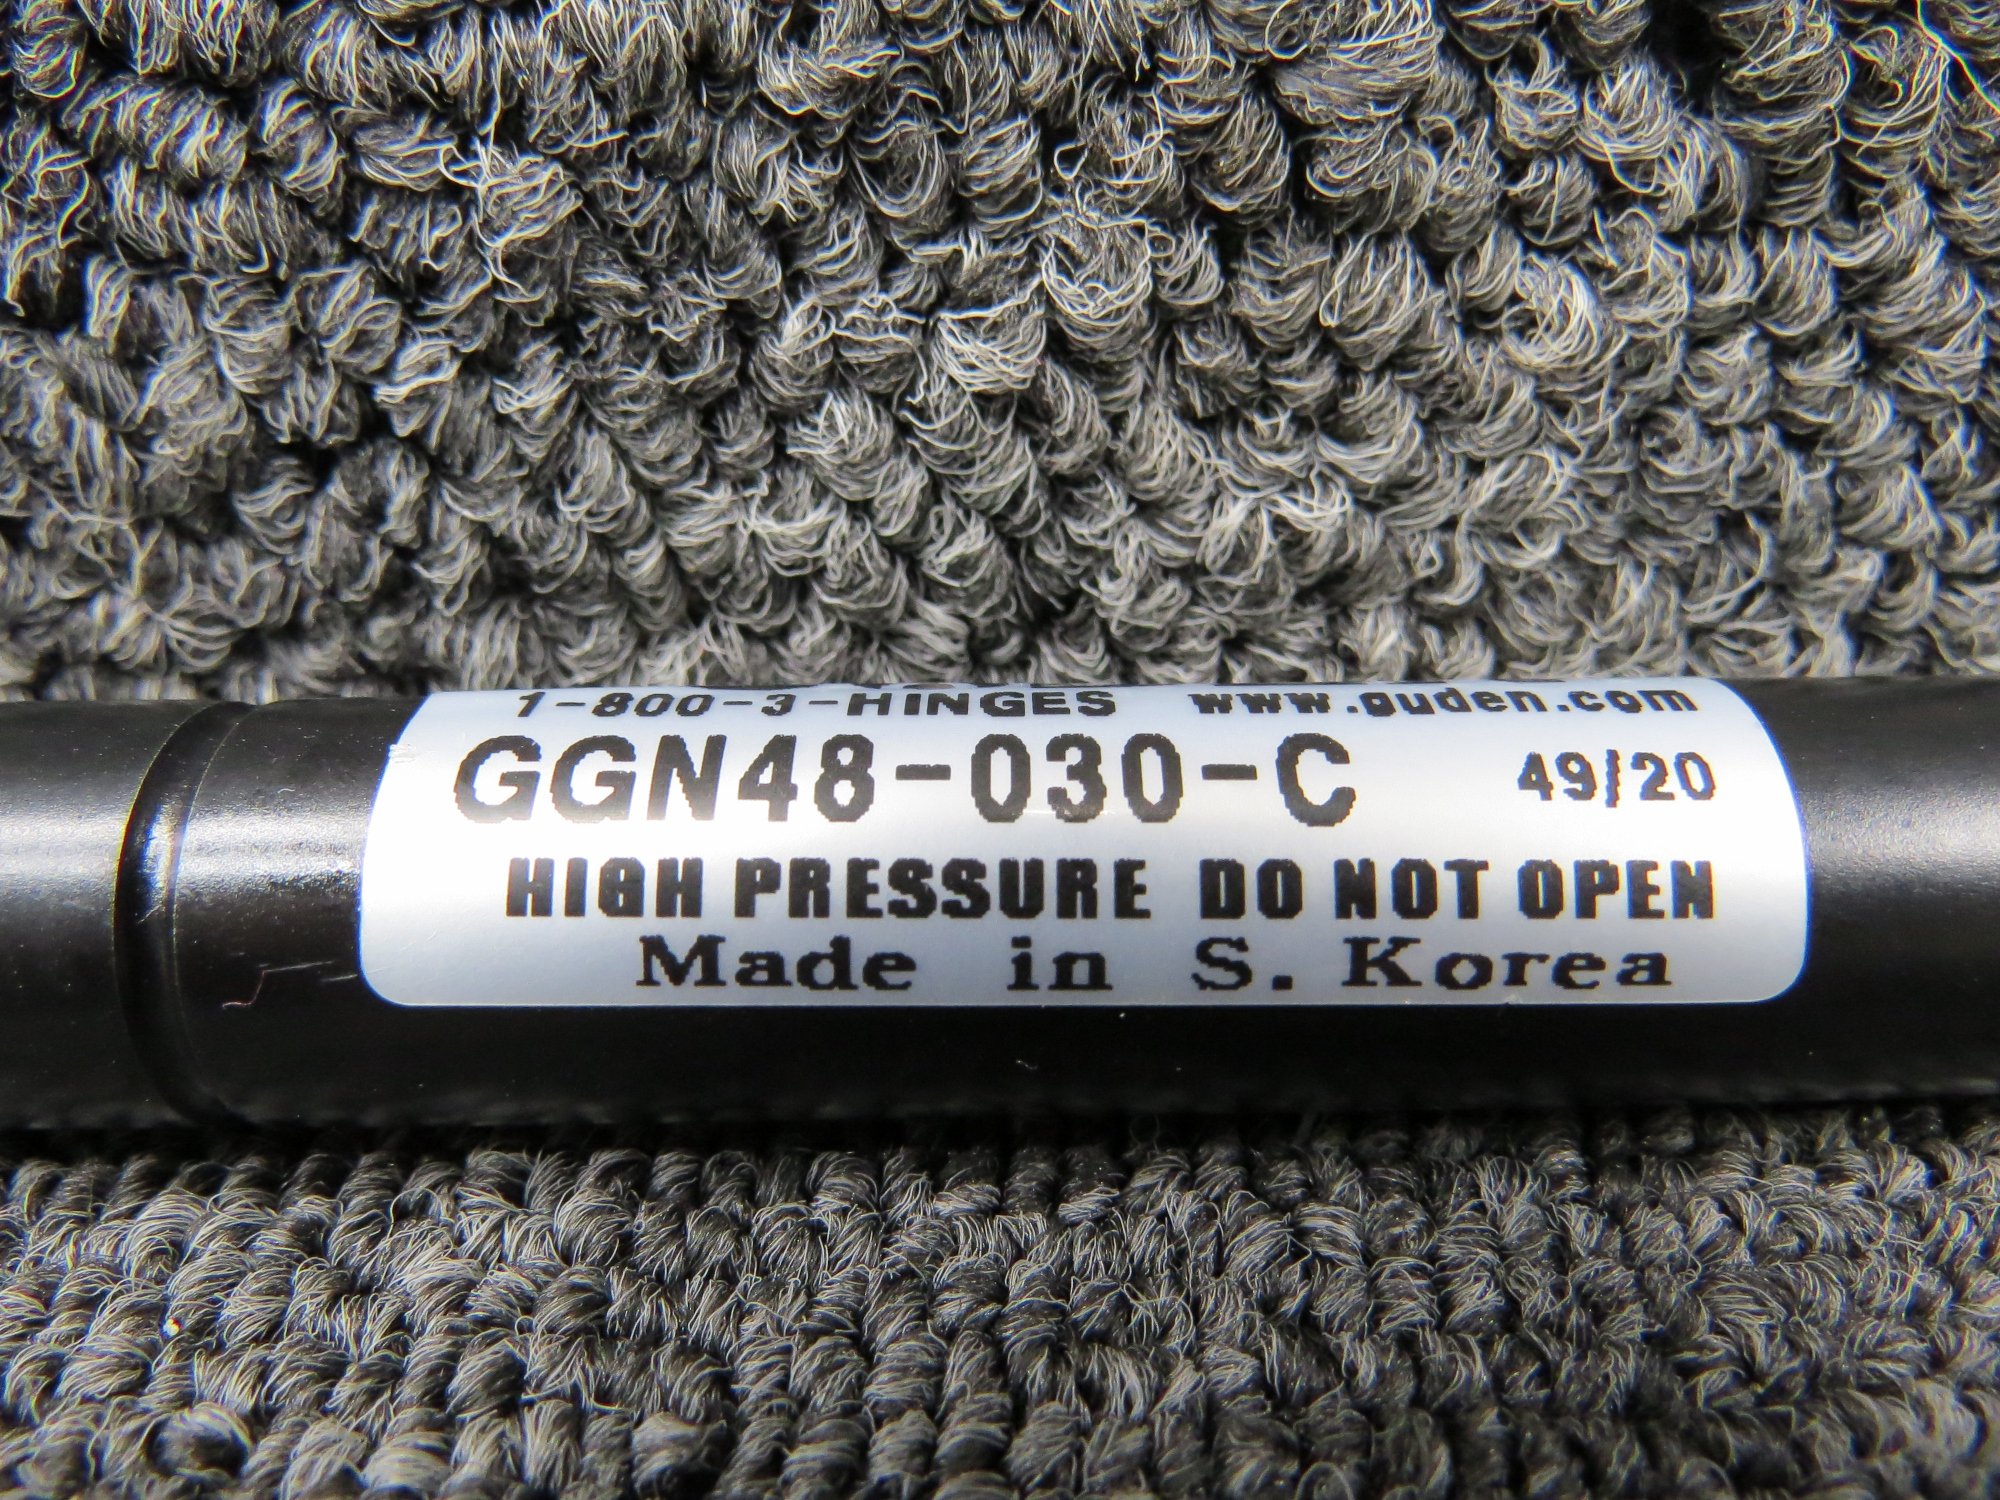 1-800-3-HINGES www.guden.com
GGN48-030-C 49/20
HIGH PRESSURE DO NOT OPEN
Made in S. Korea